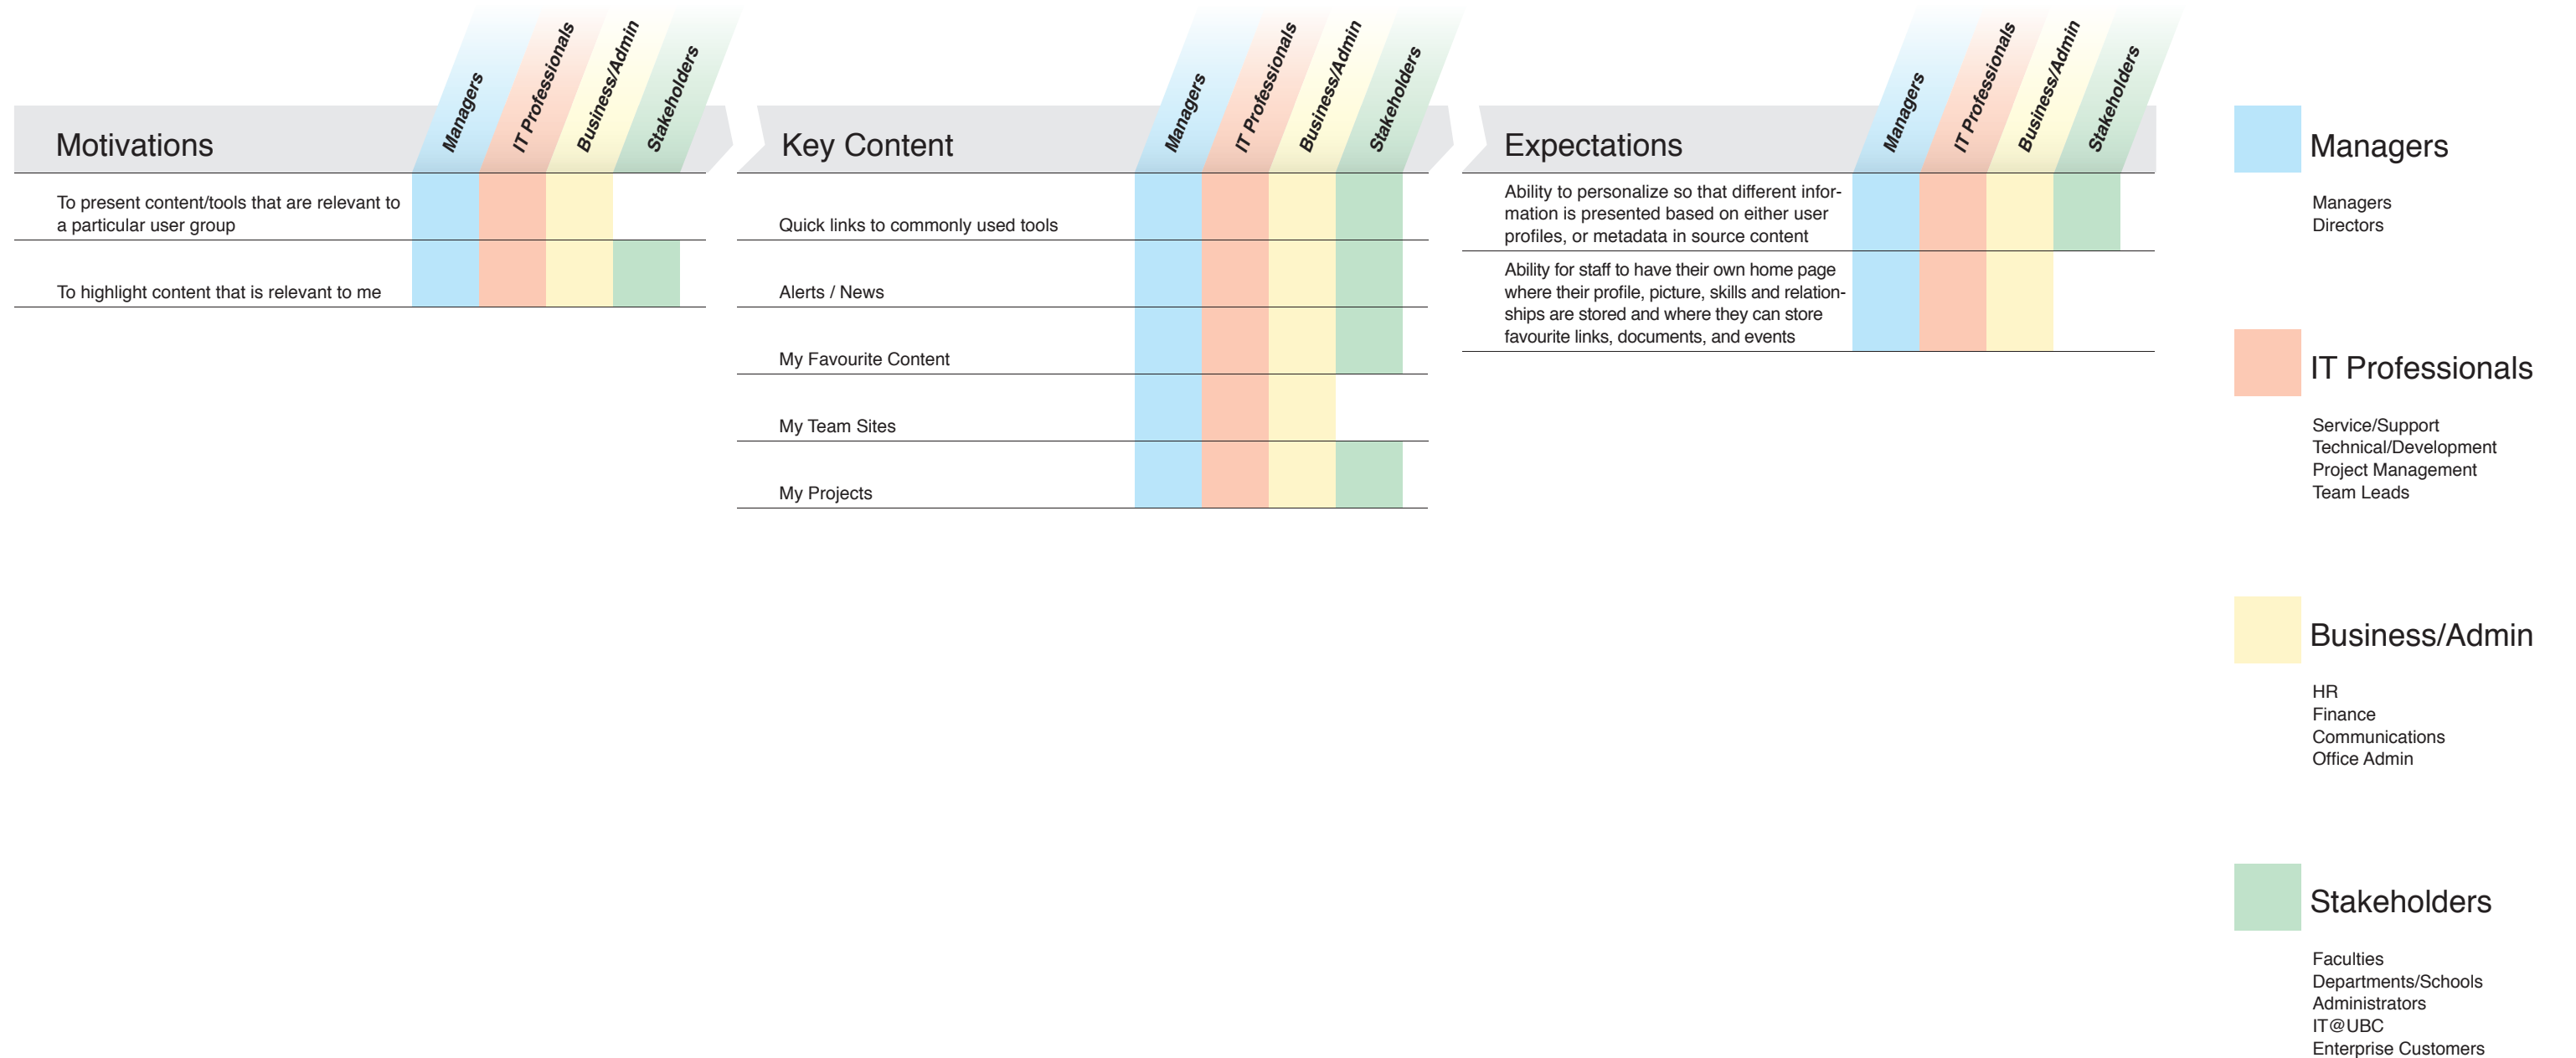 Managers
IT Professionals
Business/Admin
Stakeholders
Motivations
To present content/tools that are relevant to
a particular user group
To highlight content that is relevant to me
Managers
IT Professionals
Business/Admin
Stakeholders
Key Content
Quick links to commonly used tools
Alerts / News
My Favourite Content
My Team Sites
My Projects
Managers
IT Professionals
Business/Admin
Stakeholders
Expectations
Ability to personalize so that different infor-
mation is presented based on either user
profiles, or metadata in source content
Ability for staff to have their own home page
where their profile, picture, skills and relation-
ships are stored and where they can store
favourite links, documents, and events
Managers
Managers
Directors
IT Professionals
Service/Support
Technical/Development
Project Management
Team Leads
Business/Admin
HR
Finance
Communications
Office Admin
Stakeholders
Faculties
Departments/Schools
Administrators
IT@UBC
Enterprise Customers